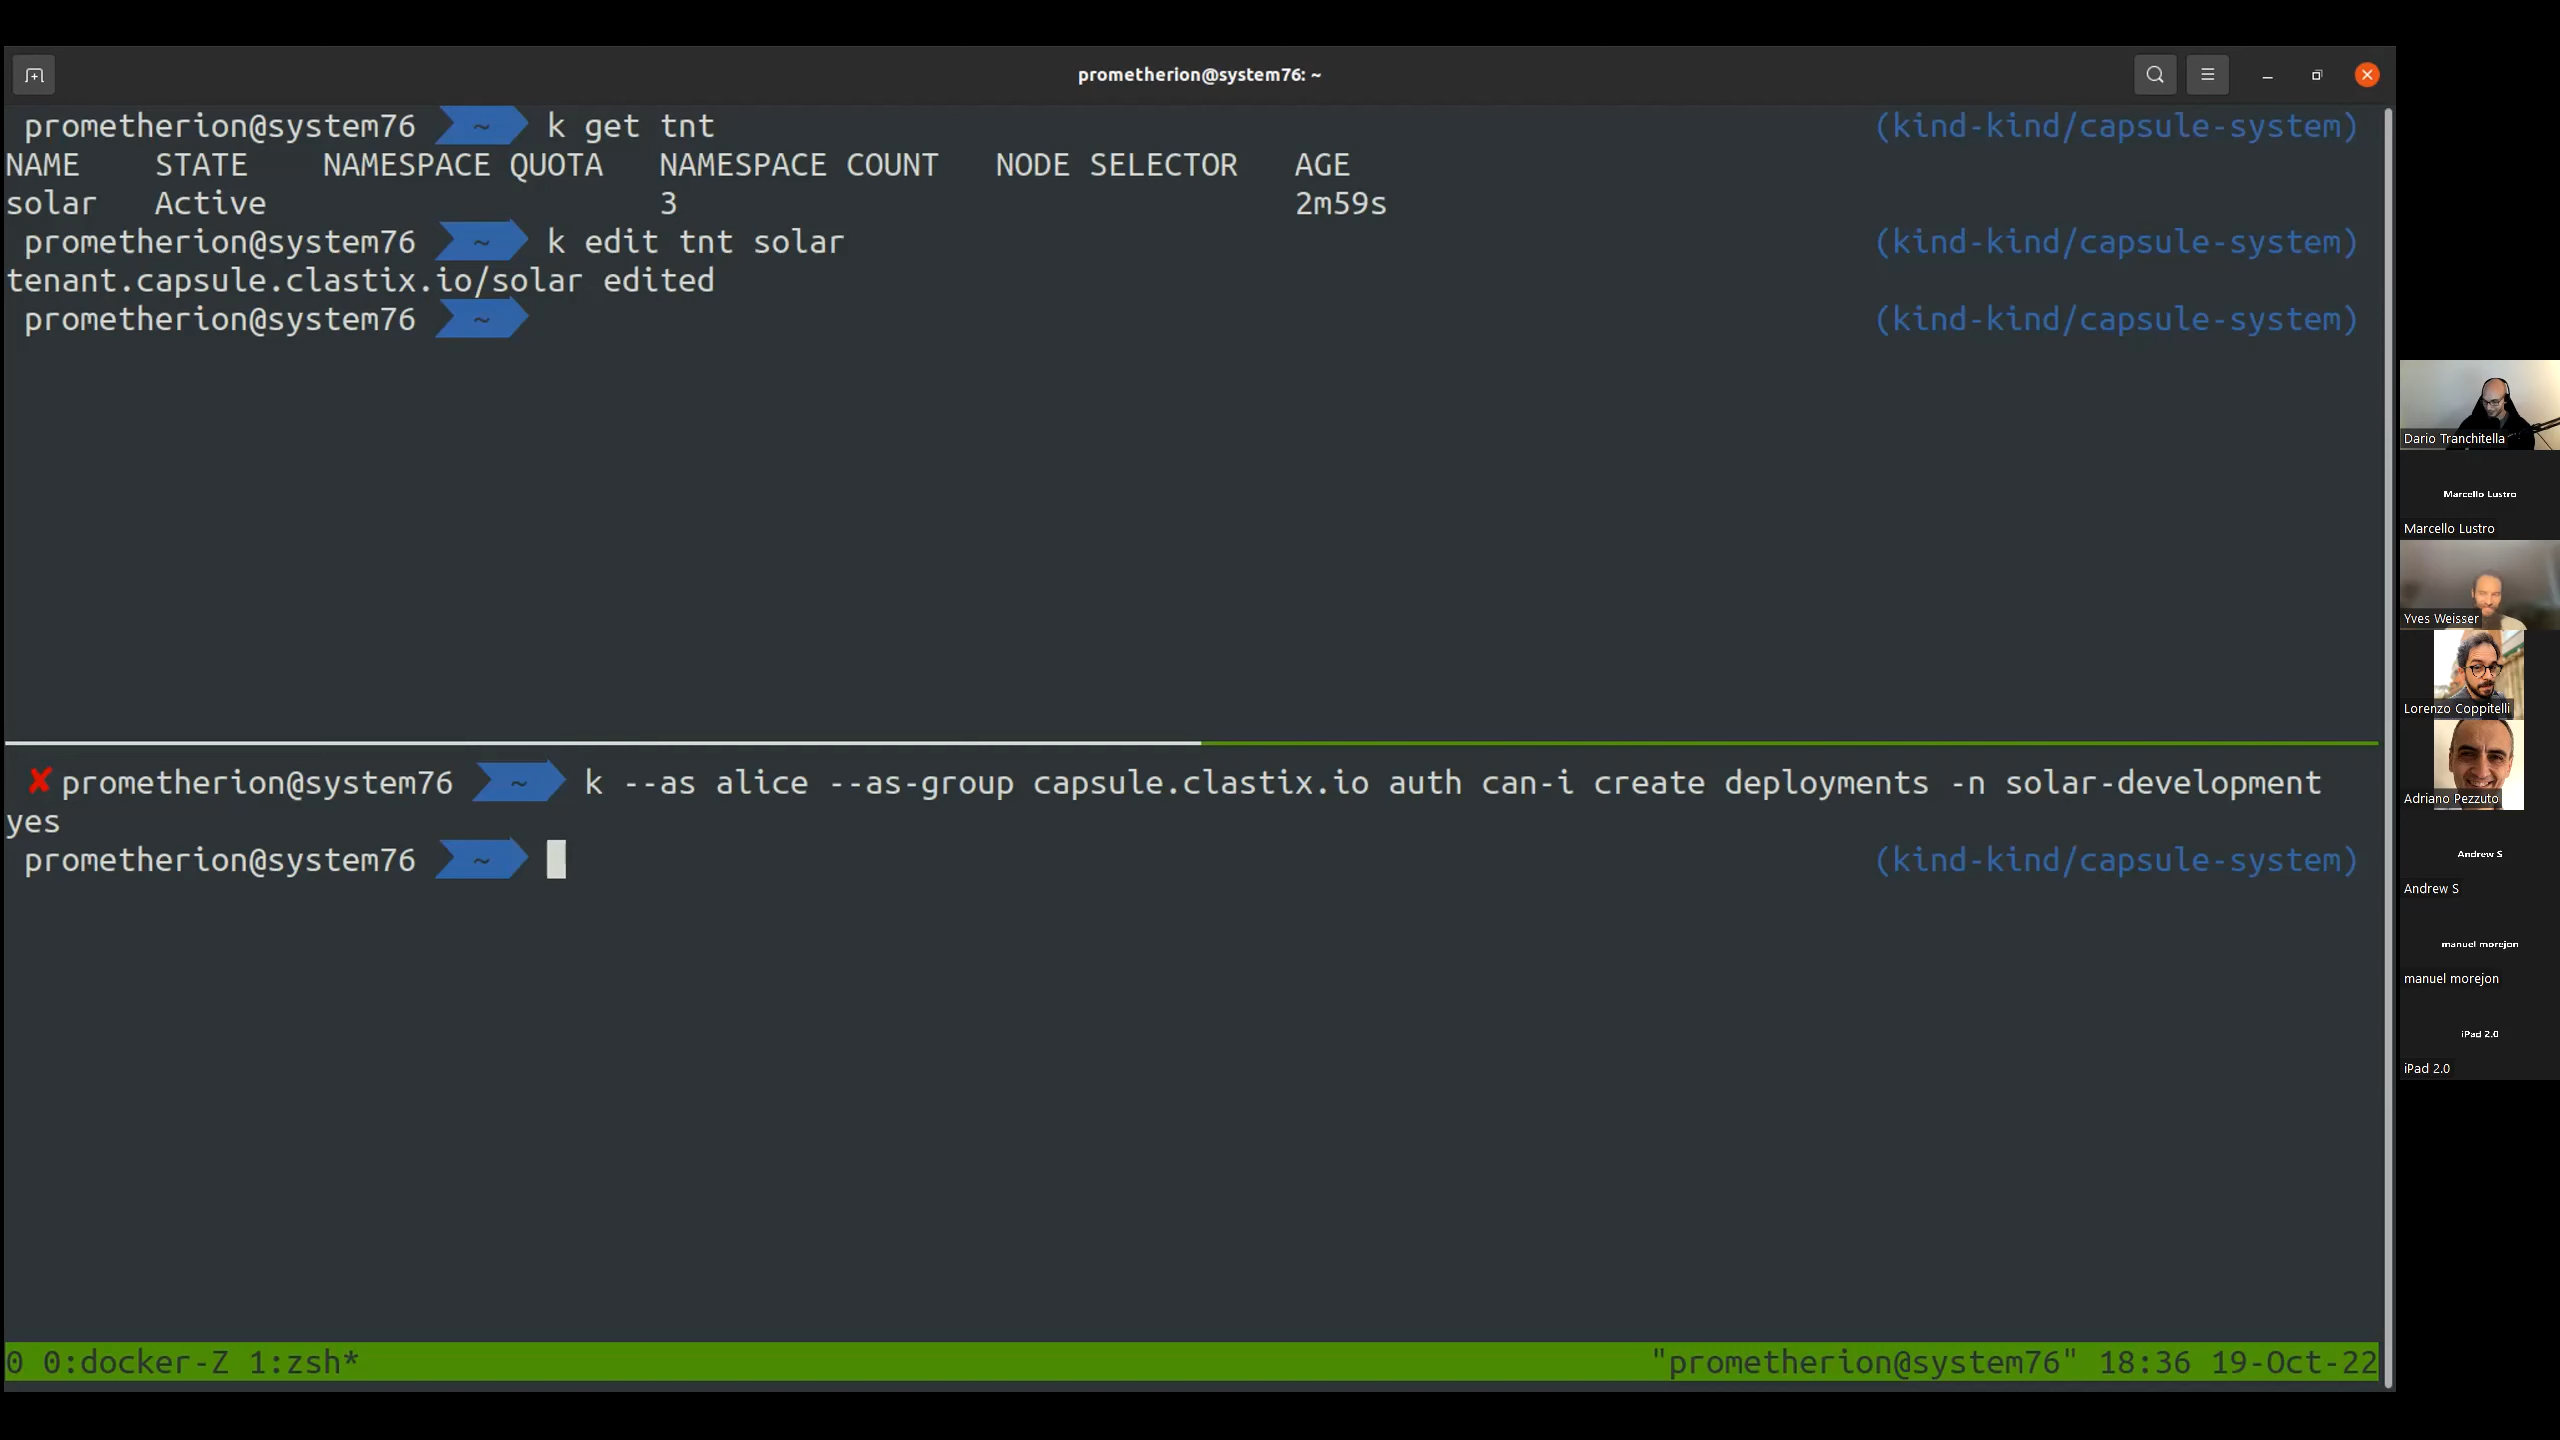 prometherion@system76: ~
prometherion@system76 ~ k get tnt (kind-kind/capsule-system)
NAME STATE NAMESPACE QUOTA NAMESPACE COUNT NODE SELECTOR AGE
solar Active 3 2m59s
prometherion@system76 ~ k edit tnt solar (kind-kind/capsule-system)
tenant.capsule.clastix.io/solar edited
prometherion@system76 ~ (kind-kind/capsule-system)
✘ prometherion@system76 ~ k --as alice --as-group capsule.clastix.io auth can-i create deployments -n solar-development
yes
prometherion@system76 ~ (kind-kind/capsule-system)
0 0:docker-Z 1:zsh* "prometherion@system76" 18:36 19-Oct-22
Dario Tranchitella
Marcello Lustro
Marcello Lustro
Yves Weisser
Lorenzo Coppitelli
Adriano Pezzuto
Andrew S
Andrew S
manuel morejon
manuel morejon
iPad 2.0
iPad 2.0